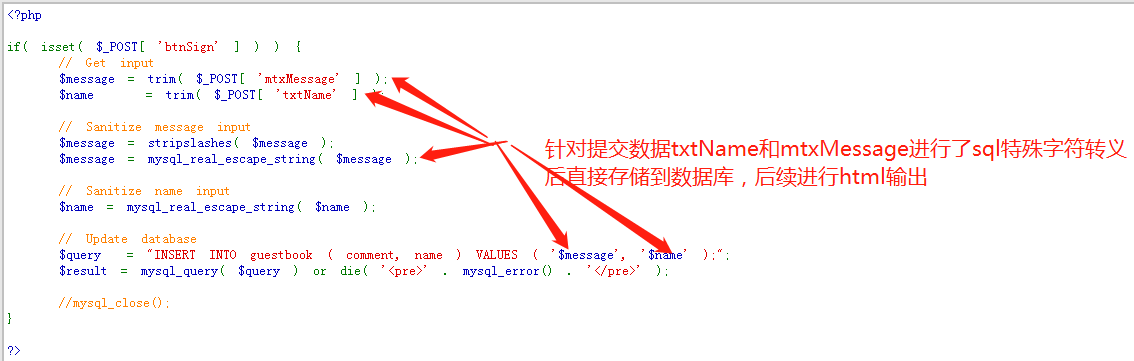 <?php
if( isset( $_POST[ 'btnSign' ] ) ) {
// Get input
$message = trim( $_POST[ 'mtxMessage' ] );
$name = trim( $_POST[ 'txtName' ] );
// Sanitize message input
$message = stripslashes( $message );
$message = mysql_real_escape_string( $message );
针对提交数据txtName和mtxMessage进行了sql特殊字符转义
后直接存储到数据库，后续进行html输出
// Sanitize name input
$name = mysql_real_escape_string( $name );
// Update database
$query = "INSERT INTO guestbook ( comment, name ) VALUES ( '$message', '$name' );";
$result = mysql_query( $query ) or die( '<pre>' . mysql_error() . '</pre>' );
//mysql_close();
}
?>